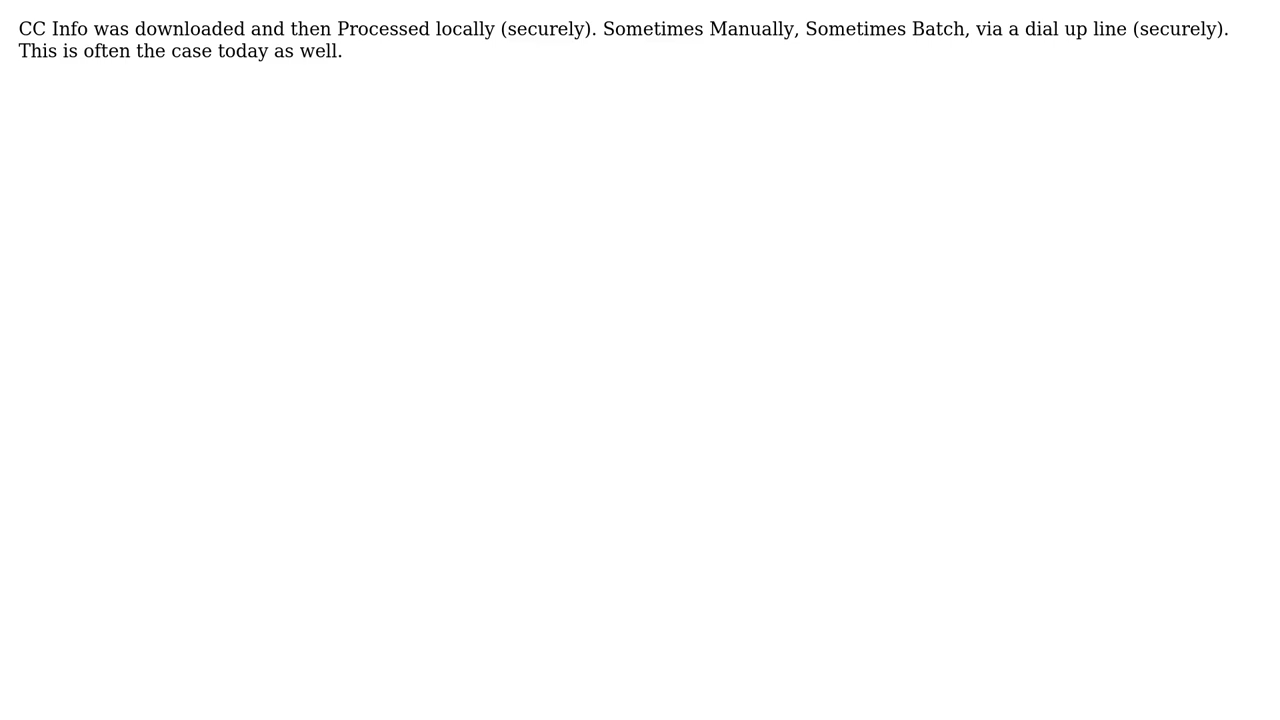 CC Info was downloaded and then Processed locally (securely). Sometimes Manually, Sometimes Batch, via a dial up line (securely).
This is often the case today as well.